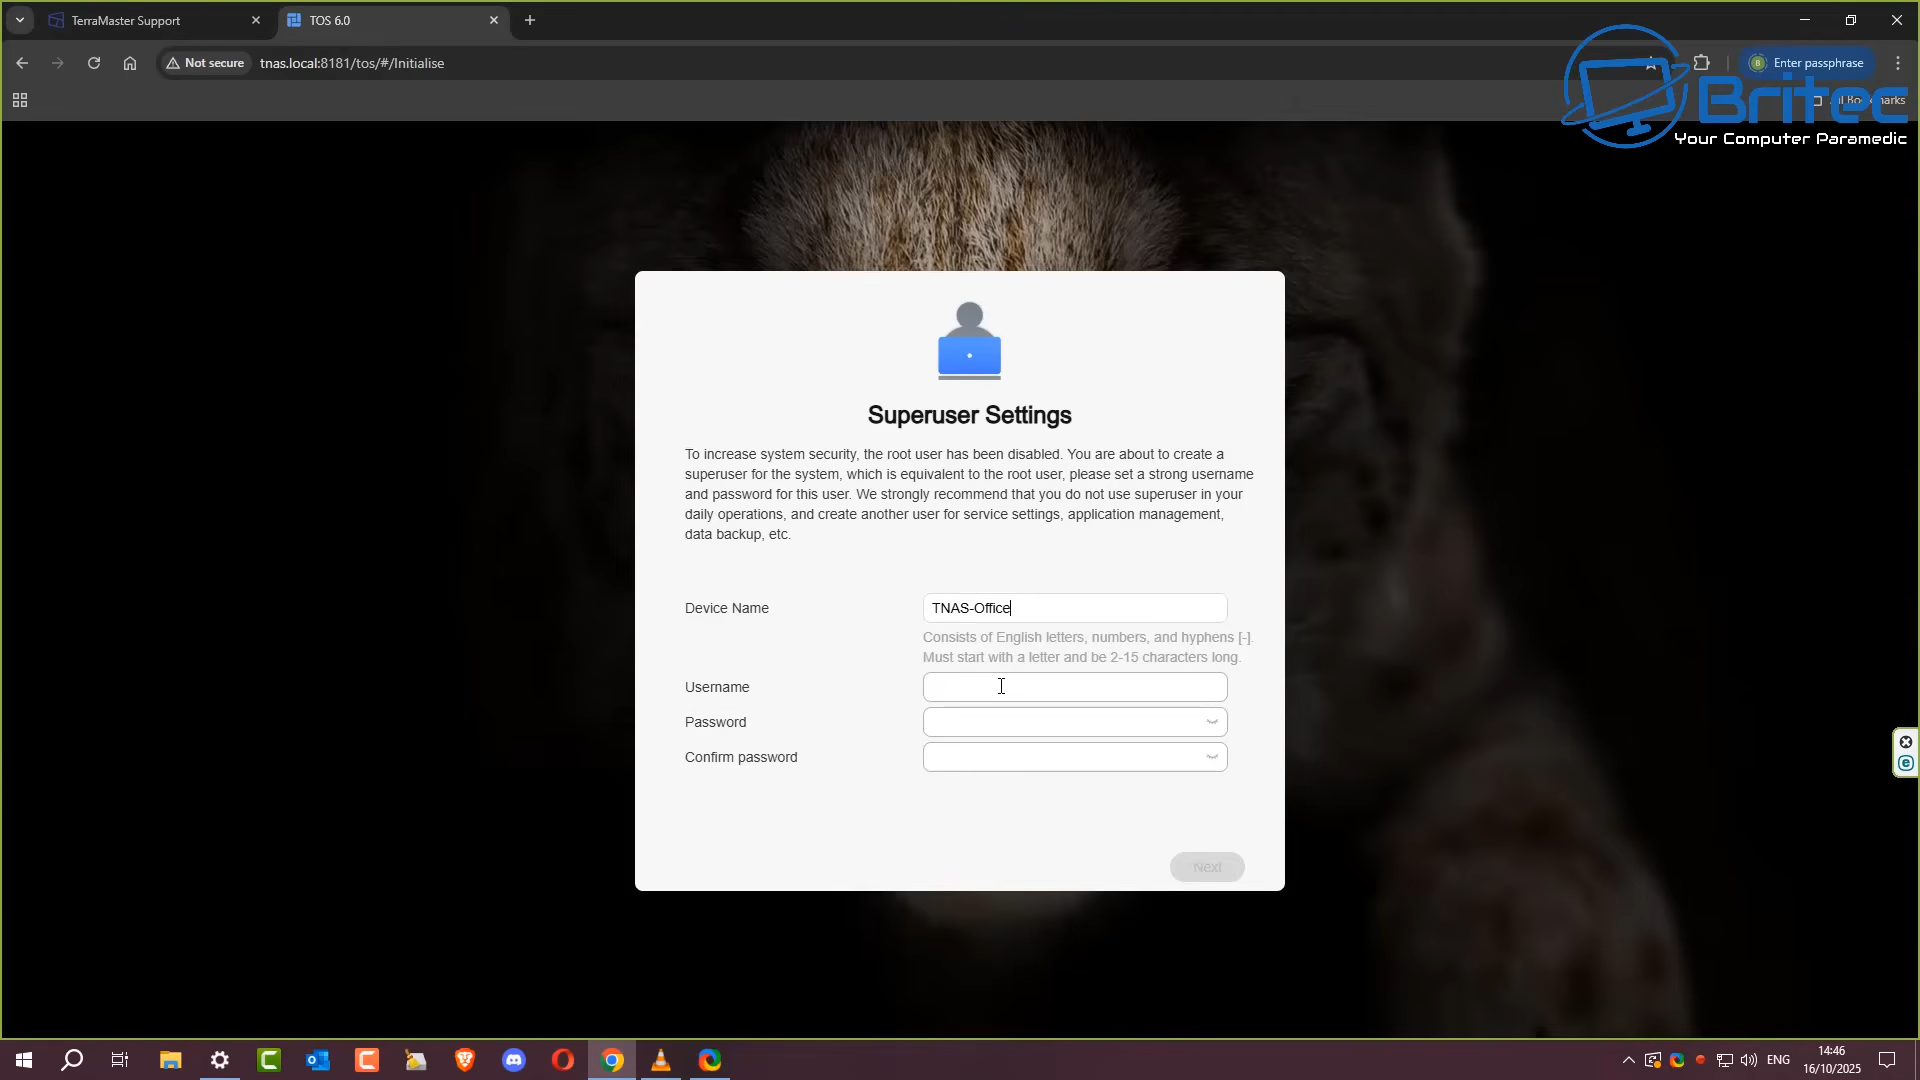 TerraMaster Support
TOS 6.0
Not secure
tnas.local:8181/tos/#/Initialise
Enter passphrase
Britec
Your Computer Paramedic
Superuser Settings
To increase system security, the root user has been disabled. You are about to create a
superuser for the system, which is equivalent to the root user, please set a strong username
and password for this user. We strongly recommend that you do not use superuser in your
daily operations, and create another user for service settings, application management,
data backup, etc.
Device Name
TNAS-Office
Consists of English letters, numbers, and hyphens [-].
Must start with a letter and be 2-15 characters long.
Username
Password
Confirm password
Next
ENG
14:46
16/10/2025